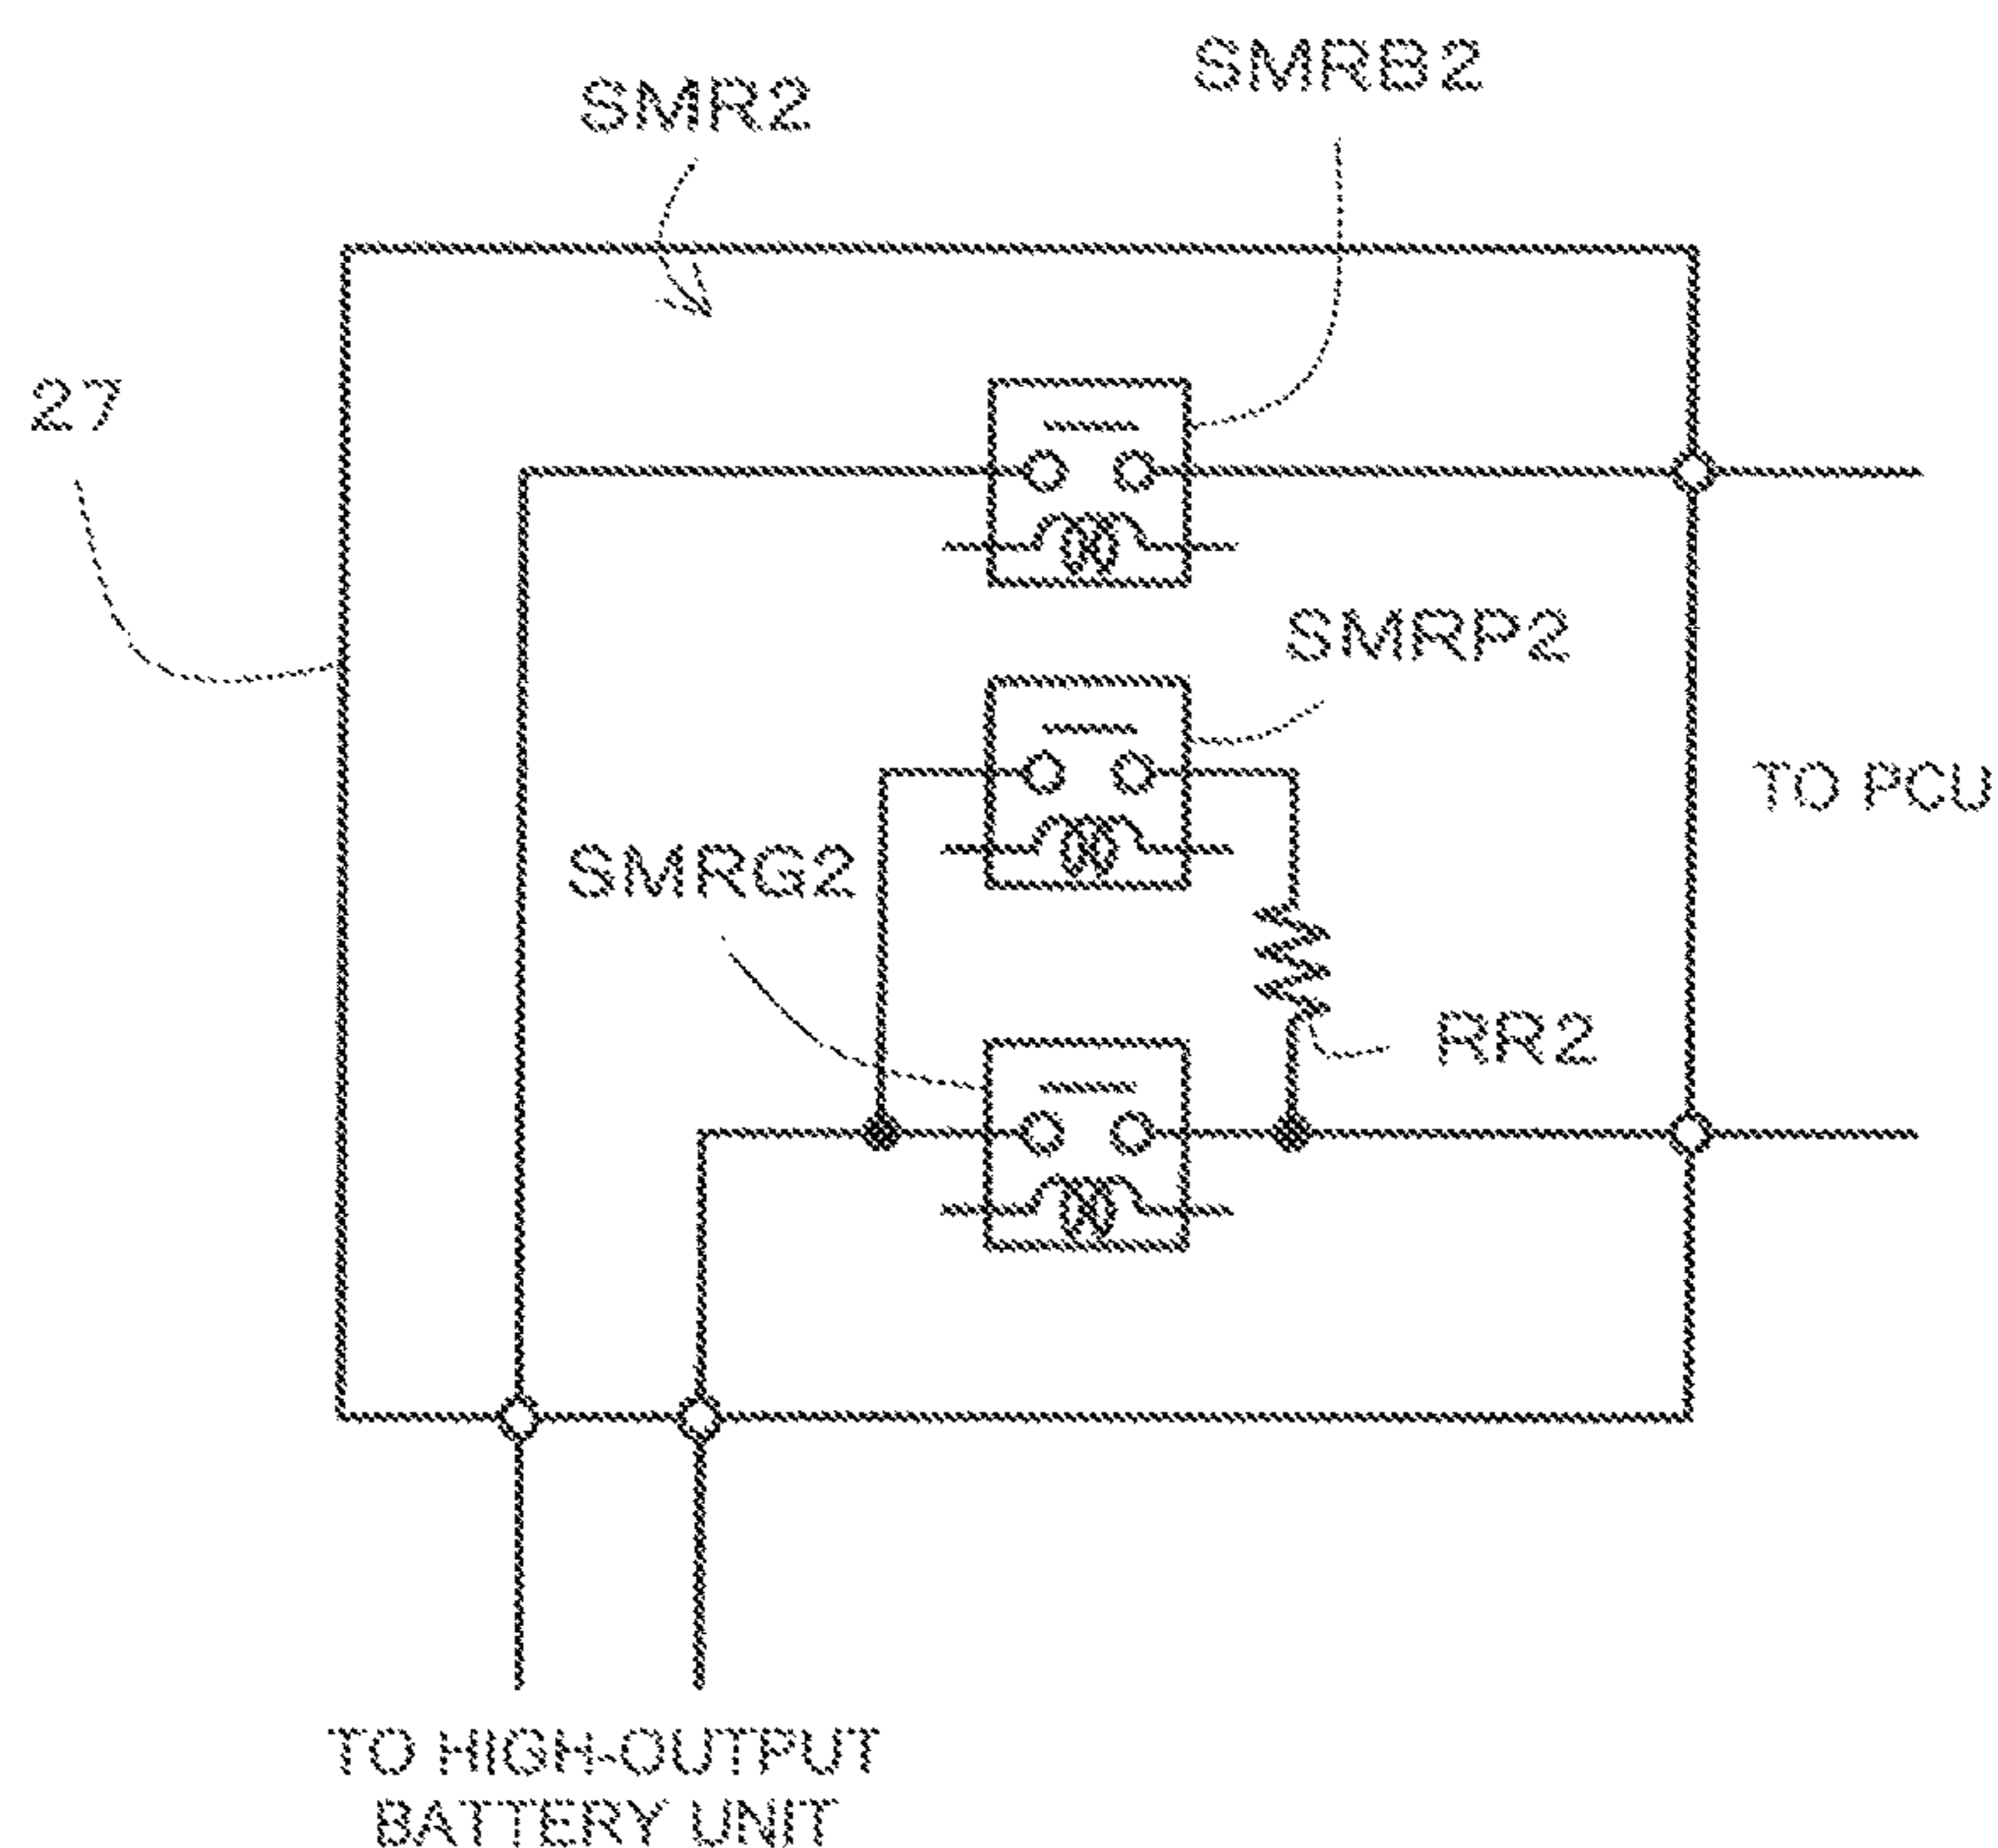 SMRB2
SMR2
27
SMRP2
TO PCU
SMRG2
RR2
TO HIGH-OUTPUT
BATTERY UNIT